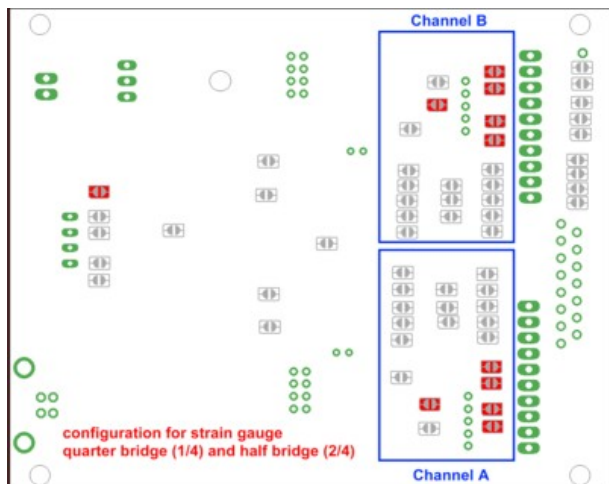 Channel B
configuration for strain gauge
quarter bridge (1/4) and half bridge (2/4)
Channel A